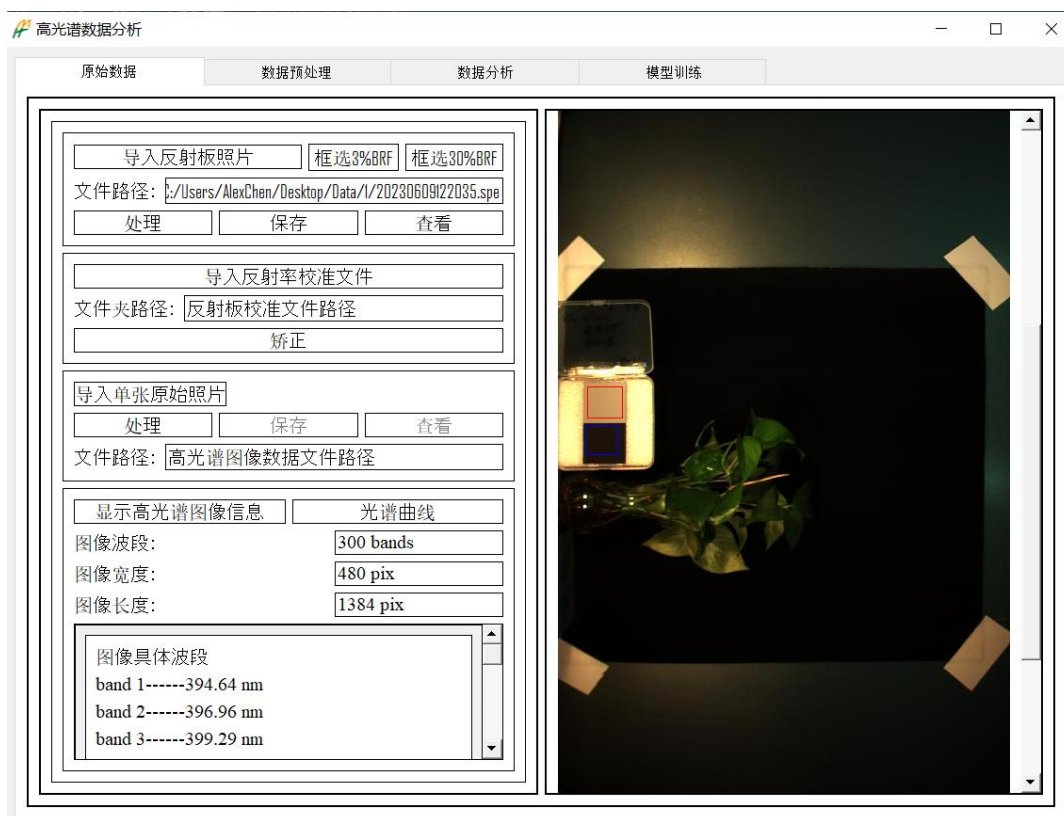 高光谱数据分析
原始数据 数据预处理 数据分析 模型训练
导入反射板照片 框选3%BRF 框选30%BRF
文件路径: C:/Users/AlexChen/Desktop/Data/1/20230609122035.spe
处理 保存 查看
导入反射率校准文件
文件夹路径: 反射板校准文件路径
矫正
导入单张原始照片
处理 保存 查看
文件路径: 高光谱图像数据文件路径
显示高光谱图像信息 光谱曲线
图像波段: 300 bands
图像宽度: 480 pix
图像长度: 1384 pix
图像具体波段
band 1------394.64 nm
band 2------396.96 nm
band 3------399.29 nm